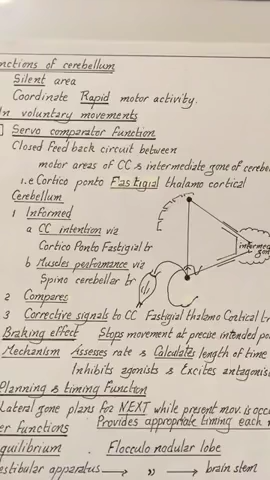 nctions of cerebellum
Silent area
Coordinate Rapid motor activity.
In voluntary movements
Servo comparator Function
Closed feed back circuit between
motor areas of CC & intermediate zone of cerebe
i.e Cortico ponto Fastigial thalamo cortical
Cerebellum
1 Informed
a CC intention via
Cortico Ponto Fastigial tr
intermed
zone
b Muscles performance via
Spino cerebellar tr
2 Compares
3 Corrective signals to CC Fastigial thalamo Cortical tr
Braking effect Stops movement at precise intended po
Mechanism Assesses rate & Calculates length of time
Inhibits agonists & Excites antagonis
Planning & timing Function
Lateral zone plans for NEXT while present mov. is occu
Provides appropriate timing each
er functions
quilibrium . Flocculo nodular lobe
estibular apparatus → " → brain stem